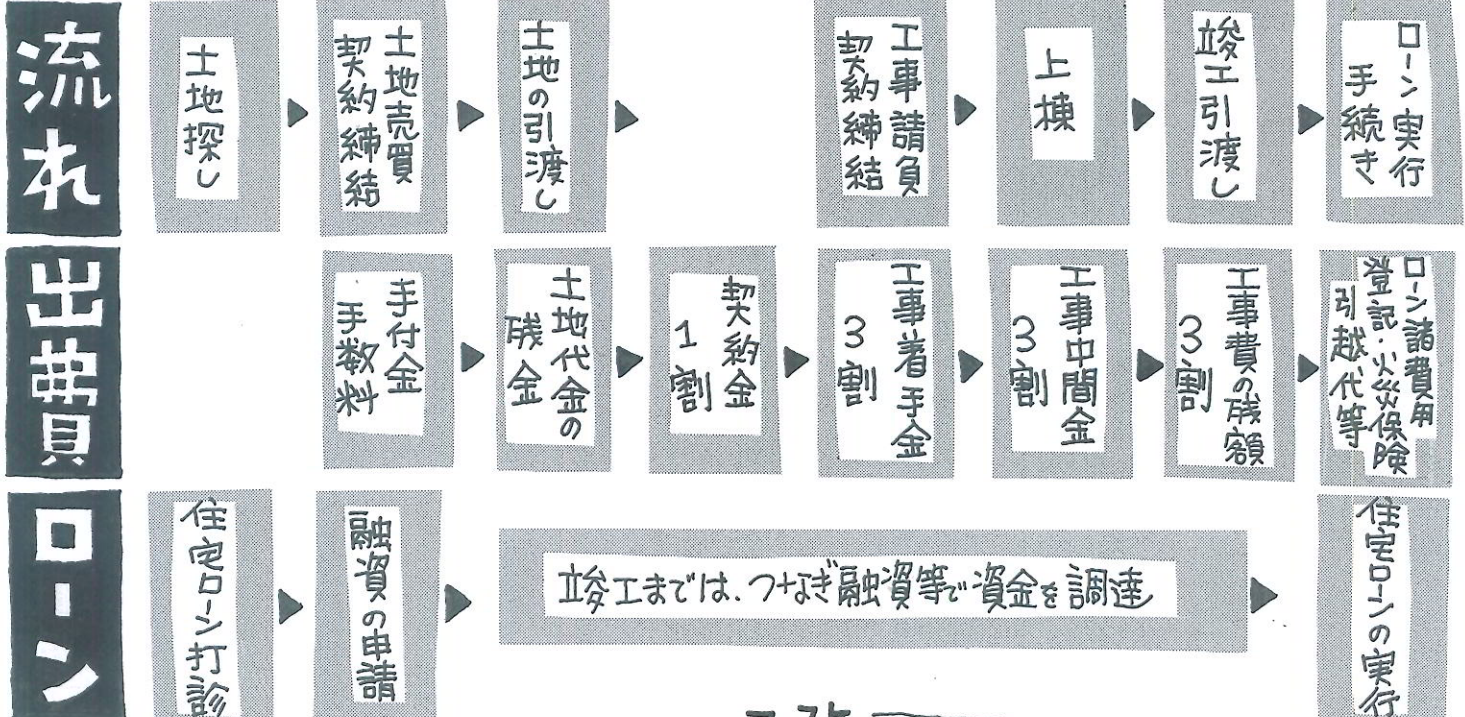 流れ
土地探し
土地売買
契約締結
土地の引渡し
工事請負
契約締結
上棟
竣工引渡し
ローン実行
手続き
出費
手付金
手数料
土地代金の
残金
契約金
1割
工事着手金
3割
工事中間金
3割
工事費の残額
3割
ローン諸費用
登記・火災保険
引越代等
ローン
住宅ローン打診
融資の申請
竣工までは、つなぎ融資等で資金を調達
住宅ローンの実行